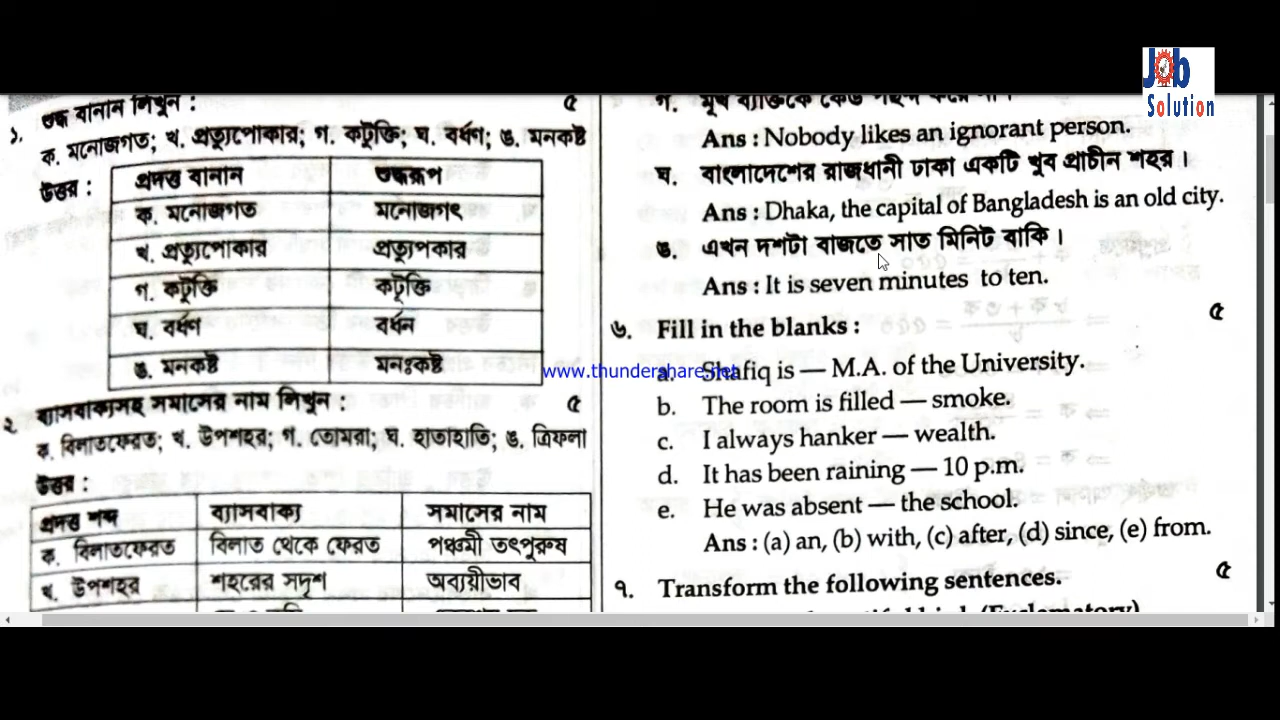 Job
Solution
১. শুদ্ধ বানান লিখুন : ৫
ক. মনোজগত; খ. প্রত্যুপোকার; গ. কটুক্তি; ঘ. বর্ধণ; ঙ. মনকষ্ট
উত্তর :
প্রদত্ত বানান শুদ্ধরূপ
ক. মনোজগত মনোজগৎ
খ. প্রত্যুপোকার প্রত্যুপকার
গ. কটুক্তি কটূক্তি
ঘ. বর্ধণ বর্ধন
ঙ. মনকষ্ট মনঃকষ্ট
২. ব্যাসবাক্যসহ সমাসের নাম লিখুন : ৫
ক. বিলাতফেরত; খ. উপশহর; গ. তোমরা; ঘ. হাতাহাতি; ঙ. ত্রিফলা
উত্তর :
প্রদত্ত শব্দ ব্যাসবাক্য সমাসের নাম
ক. বিলাতফেরত বিলাত থেকে ফেরত পঞ্চমী তৎপুরুষ
খ. উপশহর শহরের সদৃশ অব্যয়ীভাব
গ. মূর্খ ব্যক্তিকে কেউ পছন্দ করে না।
Ans : Nobody likes an ignorant person.
ঘ. বাংলাদেশের রাজধানী ঢাকা একটি খুব প্রাচীন শহর।
Ans : Dhaka, the capital of Bangladesh is an old city.
ঙ. এখন দশটা বাজতে সাত মিনিট বাকি।
Ans : It is seven minutes to ten.
৬. Fill in the blanks : ৫
a. Shafiq is — M.A. of the University.
b. The room is filled — smoke.
c. I always hanker — wealth.
d. It has been raining — 10 p.m.
e. He was absent — the school.
Ans : (a) an, (b) with, (c) after, (d) since, (e) from.
৭. Transform the following sentences. ৫
(Exclamatory)
www.thundershare.net